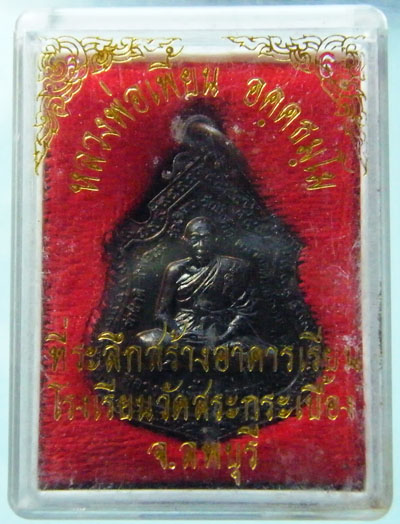 หลวงพ่อเพี้ยน อคฺคธมฺโม
ที่ระลึกสร้างอาคารเรียน
โรงเรียนวัดสระกระเบื้อง
จ.ลพบุรี